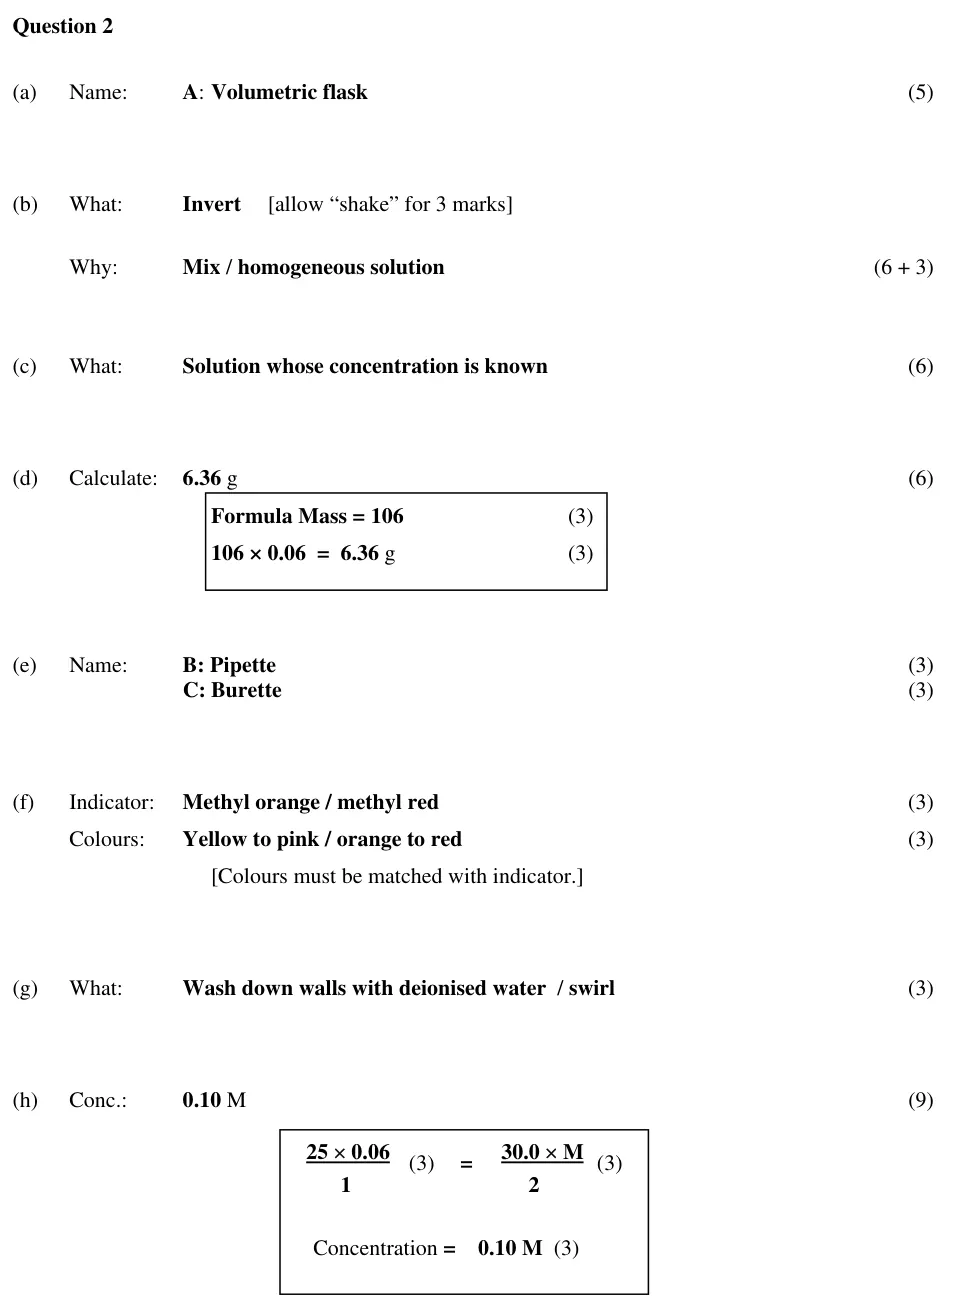 Question 2
(a) Name: A: Volumetric flask (5)
(b) What: Invert [allow “shake” for 3 marks]
Why: Mix / homogeneous solution (6 + 3)
(c) What: Solution whose concentration is known (6)
(d) Calculate: 6.36 g (6)
Formula Mass = 106 (3)
106 × 0.06 = 6.36 g (3)
(e) Name: B: Pipette (3)
C: Burette (3)
(f) Indicator: Methyl orange / methyl red (3)
Colours: Yellow to pink / orange to red (3)
[Colours must be matched with indicator.]
(g) What: Wash down walls with deionised water / swirl (3)
(h) Conc.: 0.10 M (9)
25 × 0.06 (3) = 30.0 × M (3)
1 2
Concentration = 0.10 M (3)